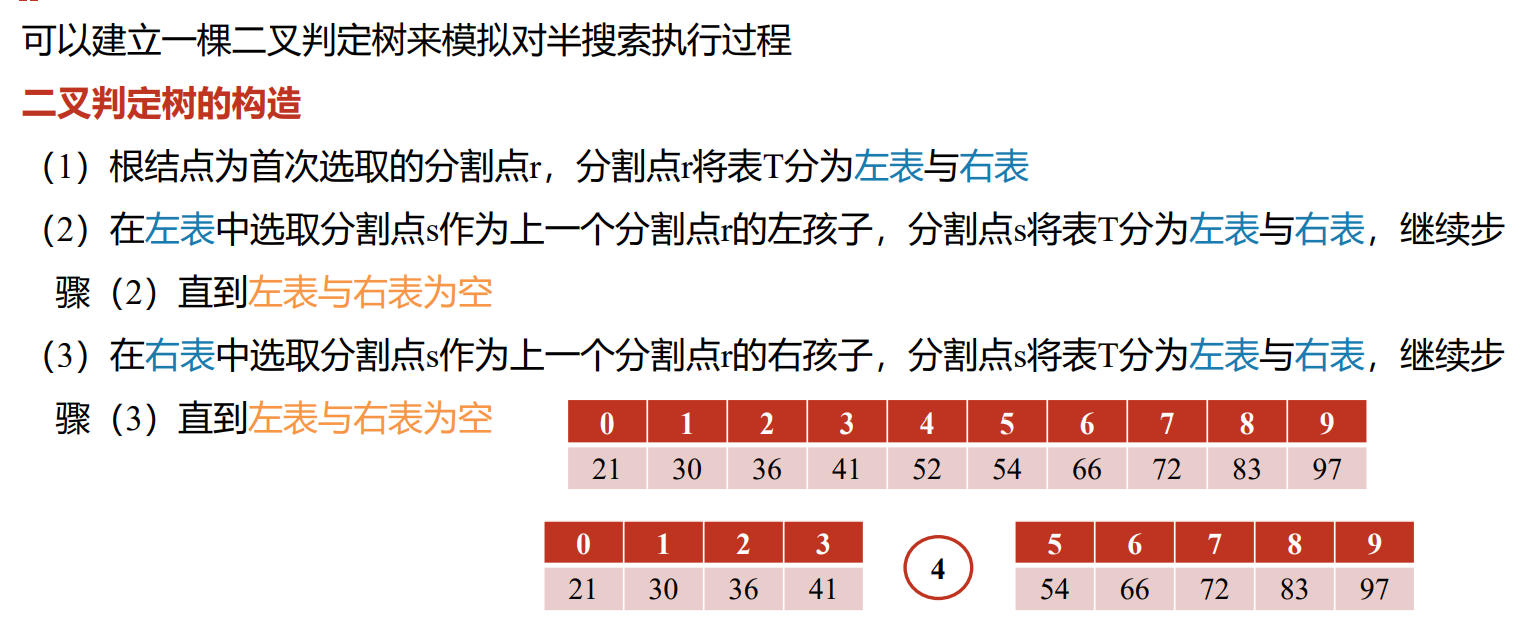 可以建立一棵二叉判定树来模拟对半搜索执行过程
二叉判定树的构造
（1）根结点为首次选取的分割点r，分割点r将表T分为左表与右表
（2）在左表中选取分割点s作为上一个分割点r的左孩子，分割点s将表T分为左表与右表，继续步
骤（2）直到左表与右表为空
（3）在右表中选取分割点s作为上一个分割点r的右孩子，分割点s将表T分为左表与右表，继续步
骤（3）直到左表与右表为空
0 1 2 3 4 5 6 7 8 9
21 30 36 41 52 54 66 72 83 97
0 1 2 3
21 30 36 41
4
5 6 7 8 9
54 66 72 83 97